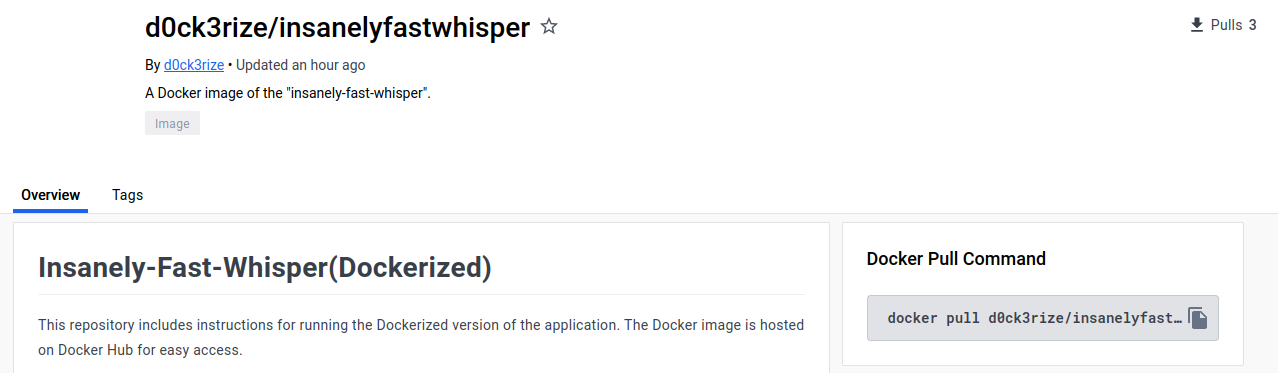 d0ck3rize/insanelyfastwhisper
Pulls 3
By d0ck3rize • Updated an hour ago
A Docker image of the "insanely-fast-whisper".
Image
Overview
Tags
Insanely-Fast-Whisper(Dockerized)
This repository includes instructions for running the Dockerized version of the application. The Docker image is hosted
on Docker Hub for easy access.
Docker Pull Command
docker pull d0ck3rize/insanelyfast…